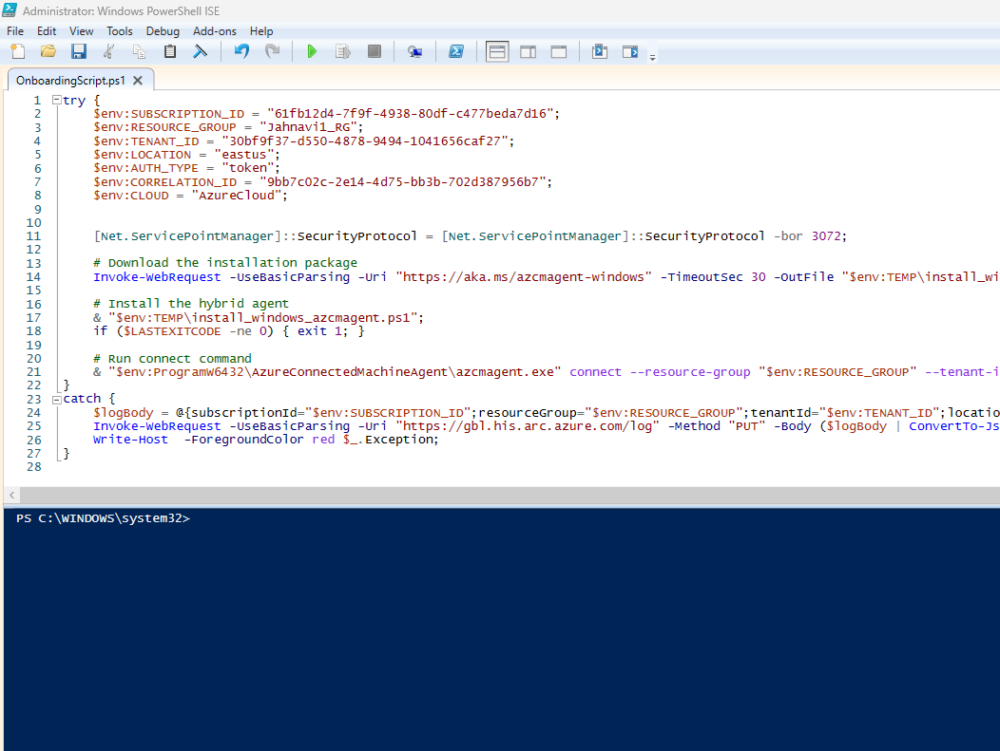 Administrator: Windows PowerShell ISE
File Edit View Tools Debug Add-ons Help
OnboardingScript.ps1
1 try {
2 $env:SUBSCRIPTION_ID = "61fb12d4-7f9f-4938-80df-c477beda7d16";
3 $env:RESOURCE_GROUP = "Jahnavi1_RG";
4 $env:TENANT_ID = "30bf9f37-d550-4878-9494-1041656caf27";
5 $env:LOCATION = "eastus";
6 $env:AUTH_TYPE = "token";
7 $env:CORRELATION_ID = "9bb7c02c-2e14-4d75-bb3b-702d387956b7";
8 $env:CLOUD = "AzureCloud";
9
10
11 [Net.ServicePointManager]::SecurityProtocol = [Net.ServicePointManager]::SecurityProtocol -bor 3072;
12
13 # Download the installation package
14 Invoke-WebRequest -UseBasicParsing -Uri "https://aka.ms/azcmagent-windows" -TimeoutSec 30 -OutFile "$env:TEMP\install_wi
15
16 # Install the hybrid agent
17 & "$env:TEMP\install_windows_azcmagent.ps1";
18 if ($LASTEXITCODE -ne 0) { exit 1; }
19
20 # Run connect command
21 & "$env:ProgramW6432\AzureConnectedMachineAgent\azcmagent.exe" connect --resource-group "$env:RESOURCE_GROUP" --tenant-i
22 }
23 catch {
24 $logBody = @{subscriptionId="$env:SUBSCRIPTION_ID";resourceGroup="$env:RESOURCE_GROUP";tenantId="$env:TENANT_ID";locatio
25 Invoke-WebRequest -UseBasicParsing -Uri "https://gbl.his.arc.azure.com/log" -Method "PUT" -Body ($logBody | ConvertTo-Js
26 Write-Host  -ForegroundColor red $_.Exception;
27 }
28
PS C:\WINDOWS\system32>